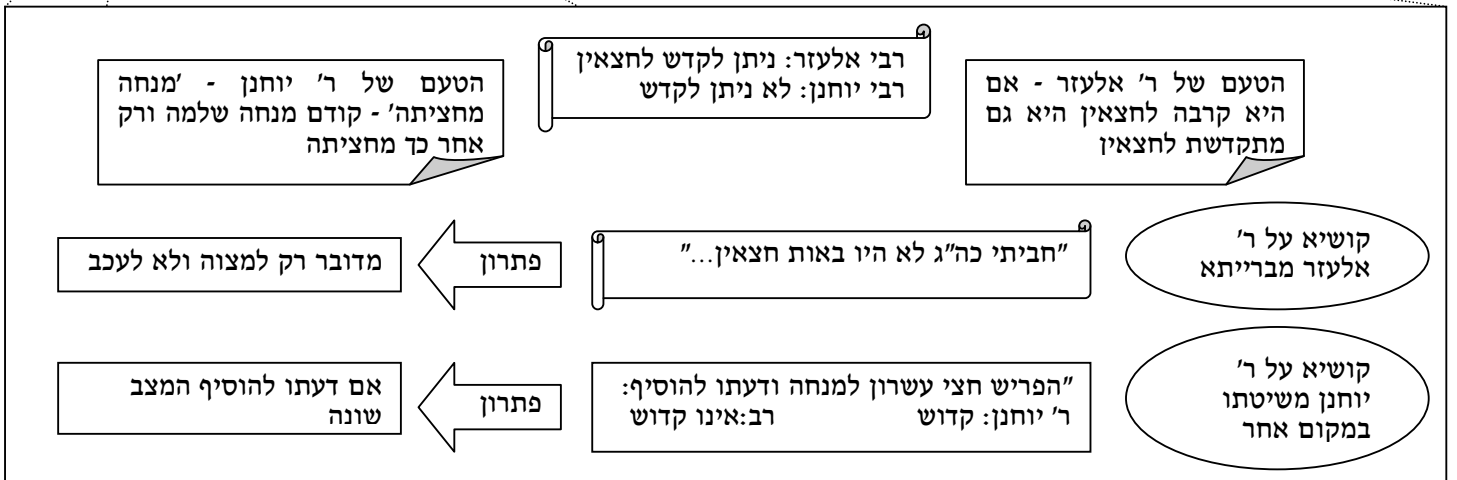 רבי אלעזר: ניתן לקדש לחצאין
רבי יוחנן: לא ניתן לקדש
הטעם של ר' אלעזר - אם
היא קרבה לחצאין היא גם
מתקדשת לחצאין
הטעם של ר' יוחנן - 'מנחה
מחציתה' - קודם מנחה שלמה ורק
אחר כך מחציתה
קושיא על ר'
אלעזר מברייתא
"חביתי כה"ג לא היו באות חצאין..."
פתרון
מדובר רק למצוה ולא לעכב
קושיא על ר'
יוחנן משיטתו
במקום אחר
"הפריש חצי עשרון למנחה ודעתו להוסיף:
ר' יוחנן: קדוש רב:אינו קדוש
פתרון
אם דעתו להוסיף המצב
שונה